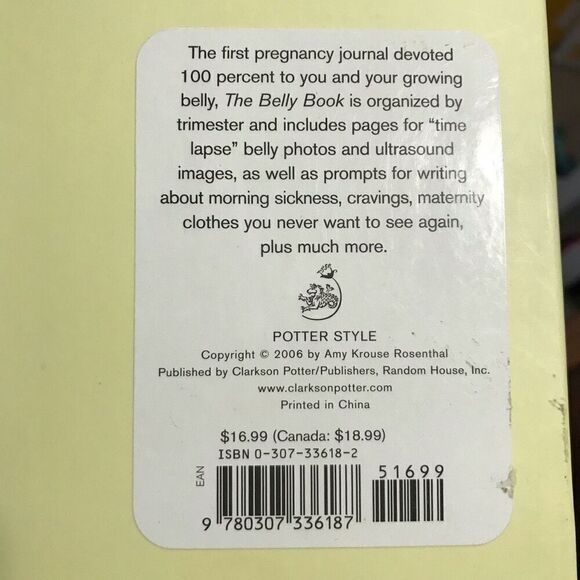 The first pregnancy journal devoted
100 percent to you and your growing
belly, The Belly Book is organized by
trimester and includes pages for “time
lapse” belly photos and ultrasound
images, as well as prompts for writing
about morning sickness, cravings, maternity
clothes you never want to see again,
plus much more.
POTTER STYLE
Copyright © 2006 by Amy Krouse Rosenthal
Published by Clarkson Potter/Publishers, Random House, Inc.
www.clarksonpotter.com
Printed in China
$16.99 (Canada: $18.99)
ISBN 0-307-33618-2
EAN
51699
9 780307 336187